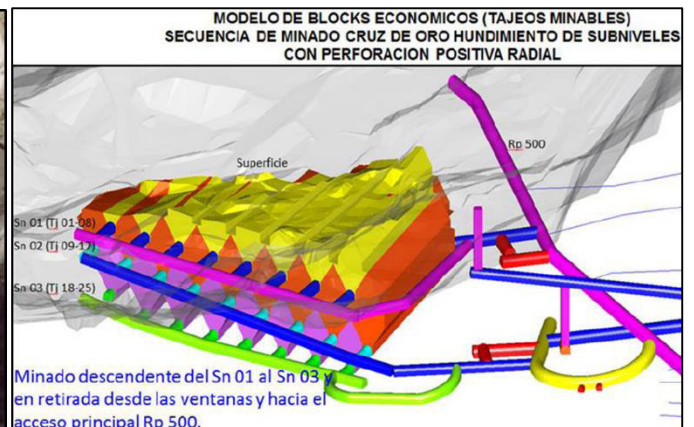 MODELO DE BLOCKS ECONOMICOS (TAJEOS MINABLES)
SECUENCIA DE MINADO CRUZ DE ORO HUNDIMIENTO DE SUBNIVELES
CON PERFORACION POSITIVA RADIAL
Rp 500
Superficie
Sn 01 (Tj 01-08)
Sn 02 (Tj 09-17)
Sn 03 (Tj 18-25)
Minado descendente del Sn 01 al Sn 03 y
en retirada desde las ventanas y hacia el
acceso principal Rp 500.